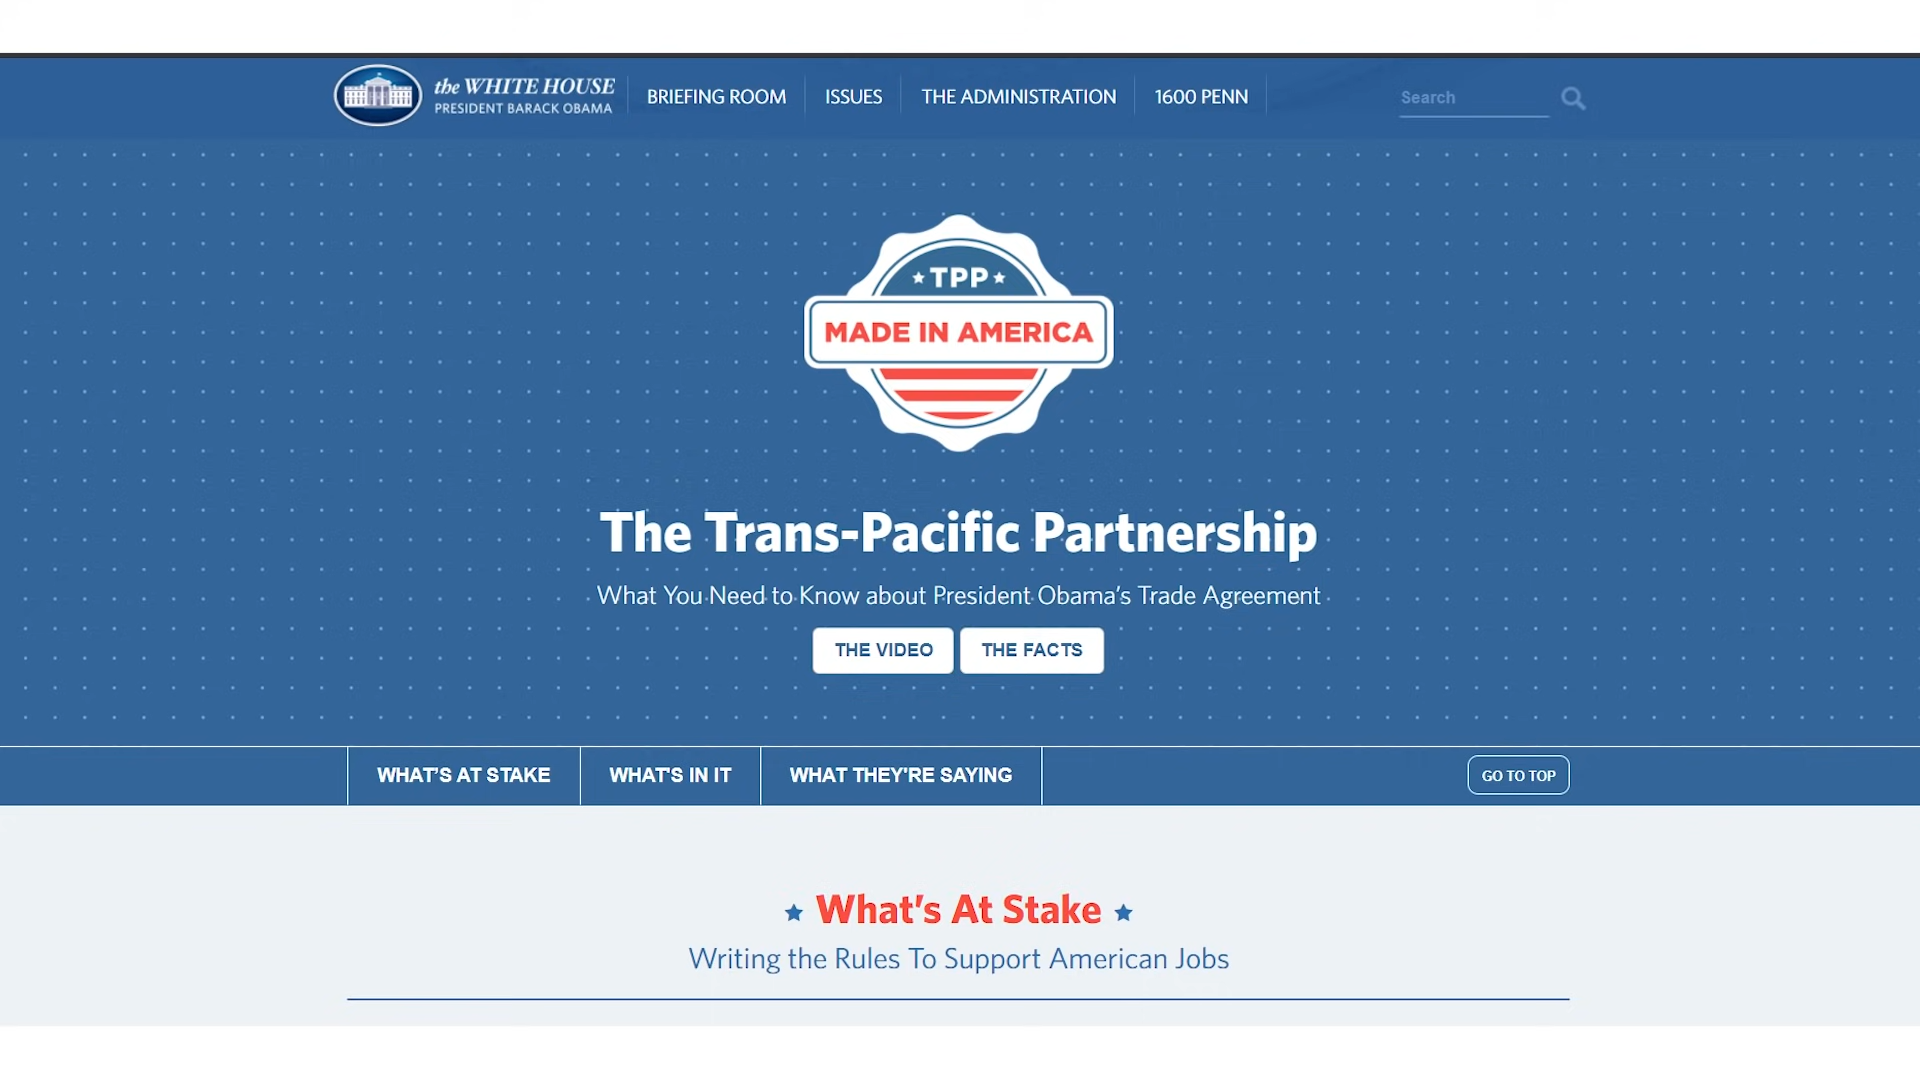 the WHITE HOUSE
PRESIDENT BARACK OBAMA
BRIEFING ROOM
ISSUES
THE ADMINISTRATION
1600 PENN
Search
TPP
MADE IN AMERICA
The Trans-Pacific Partnership
What You Need to Know about President Obama's Trade Agreement
THE VIDEO
THE FACTS
WHAT'S AT STAKE
WHAT'S IN IT
WHAT THEY'RE SAYING
GO TO TOP
What's At Stake
Writing the Rules To Support American Jobs